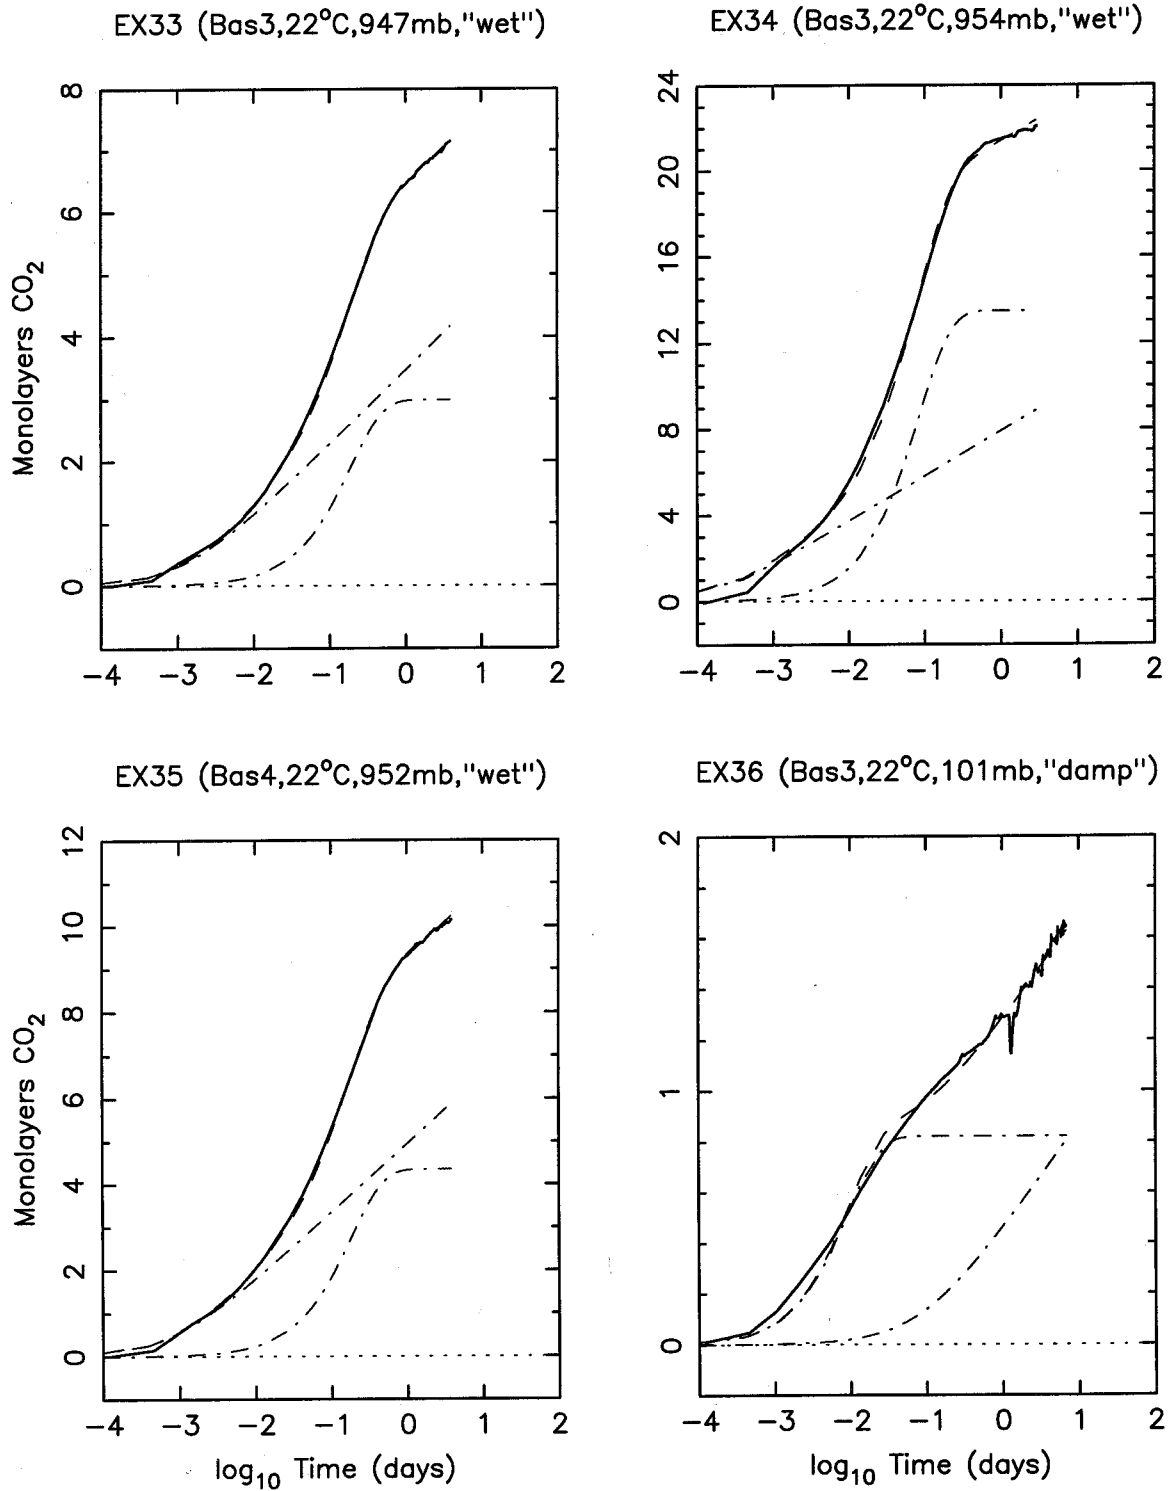 EX33 (Bas3,22°C,947mb,"wet")
EX34 (Bas3,22°C,954mb,"wet")
8
6
4
2
0
Monolayers CO₂
−4 −3 −2 −1 0 1 2
24
20
16
12
8
4
0
−4 −3 −2 −1 0 1 2
EX35 (Bas4,22°C,952mb,"wet")
EX36 (Bas3,22°C,101mb,"damp")
12
10
8
6
4
2
0
Monolayers CO₂
−4 −3 −2 −1 0 1 2
log₁₀ Time (days)
2
1
0
−4 −3 −2 −1 0 1 2
log₁₀ Time (days)